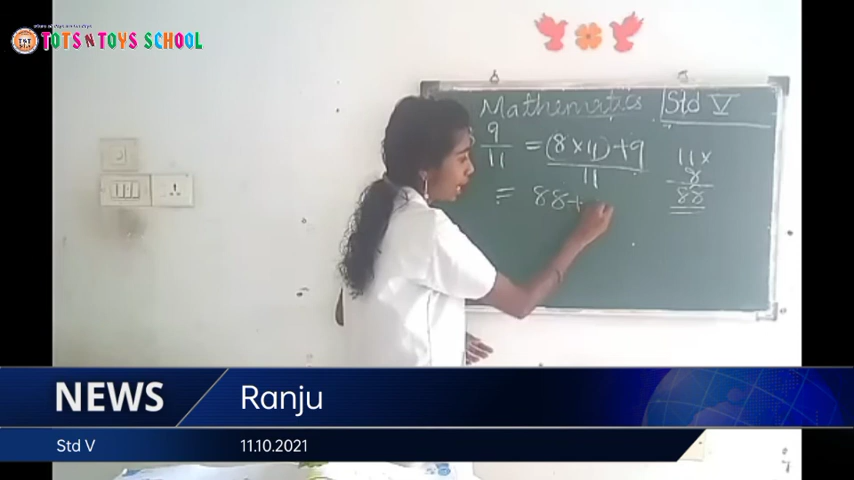 TOTS N TOYS SCHOOL
Mathematics
Std V
9/11 = (8 x 11) + 9 / 11
= 88+
11 x
8
88
NEWS
Ranju
Std V
11.10.2021